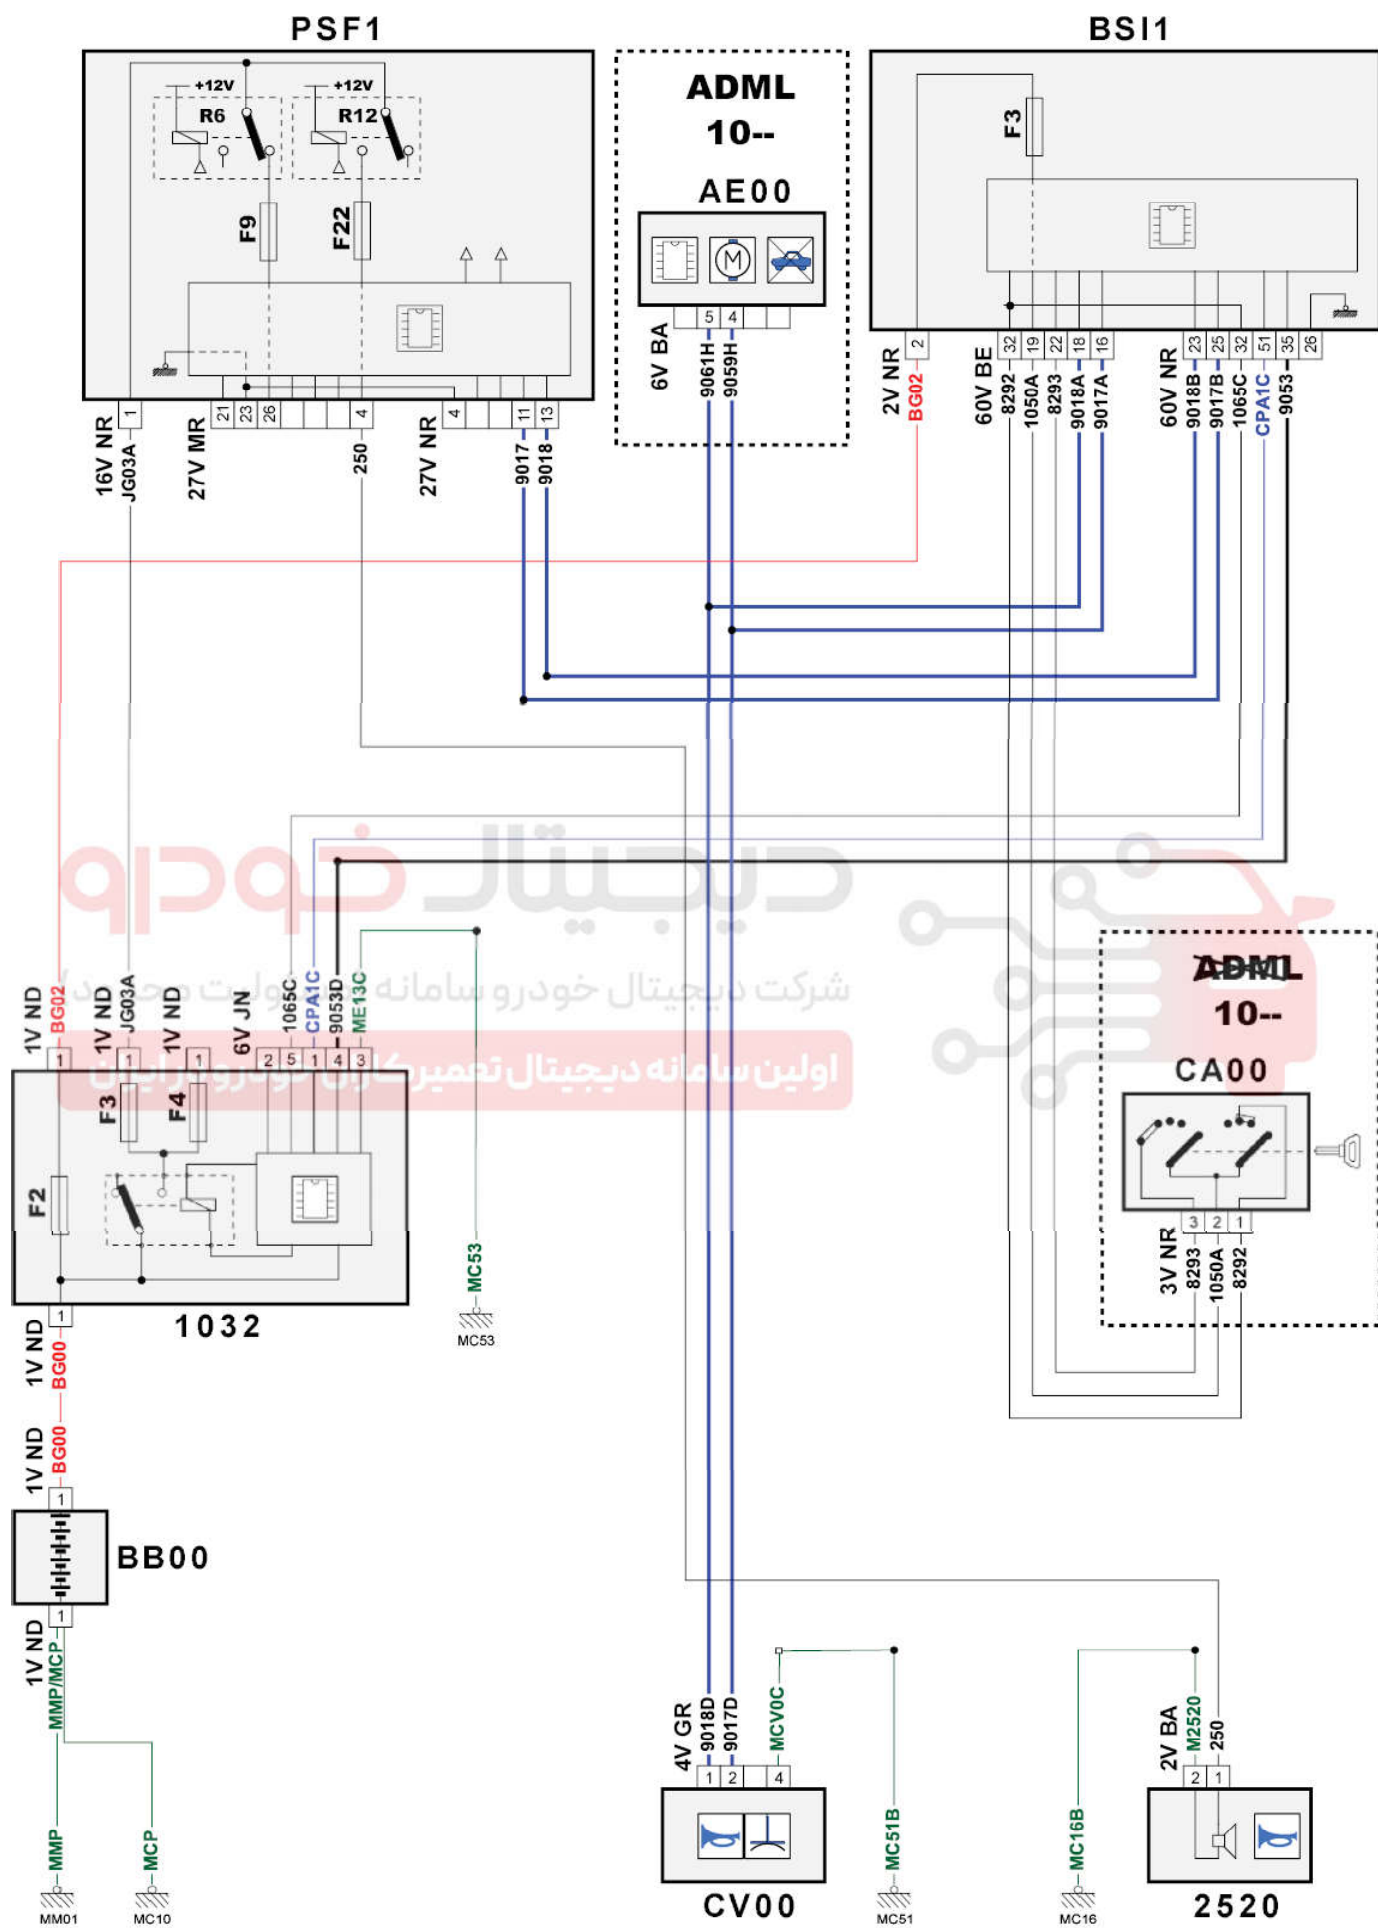 PSF1
BSI1
+12V
+12V
R6
R12
F9
F22
ADML
10--
AE00
F3
5 4
6V BA
9061H
9059H
2
2V NR
BG02
32 19 22 18 16
60V BE
8292
1050A
8293
9018A
9017A
23 25 32 51 35 26
60V NR
9018B
9017B
1065C
CPA1C
9053
1
16V NR
JG03A
21 23 26 4
27V MR
250
4 11 13
27V NR
9017
9018
دیجیتال خودرو
شرکت دیجیتال خودرو سامانه مسئولیت محدود
اولین سامانه دیجیتال تعمیرکاران خودرو در ایران
1V ND
BG02
1V ND
JG03A
1V ND
6V JN
1065C
CPA1C
9053D
ME13C
1 1 1 2 5 1 4 3
F3
F4
F2
1032
MC53
MC53
1
1V ND
BG00
1V ND
BG00
1
BB00
1
1V ND
MMP/MCP
MMP
MCP
MM01
MC10
ADML
10--
CA00
3 2 1
3V NR
8293
1050A
8292
4V GR
9018D
9017D
MCV0C
1 2 4
CV00
MC51B
MC51
MC16B
MC16
2V BA
M2520
250
2 1
2520
M